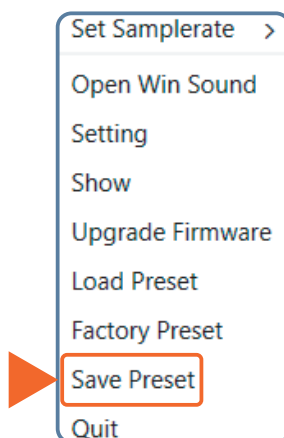 Set Samplerate >
Open Win Sound
Setting
Show
Upgrade Firmware
Load Preset
Factory Preset
Save Preset
Quit